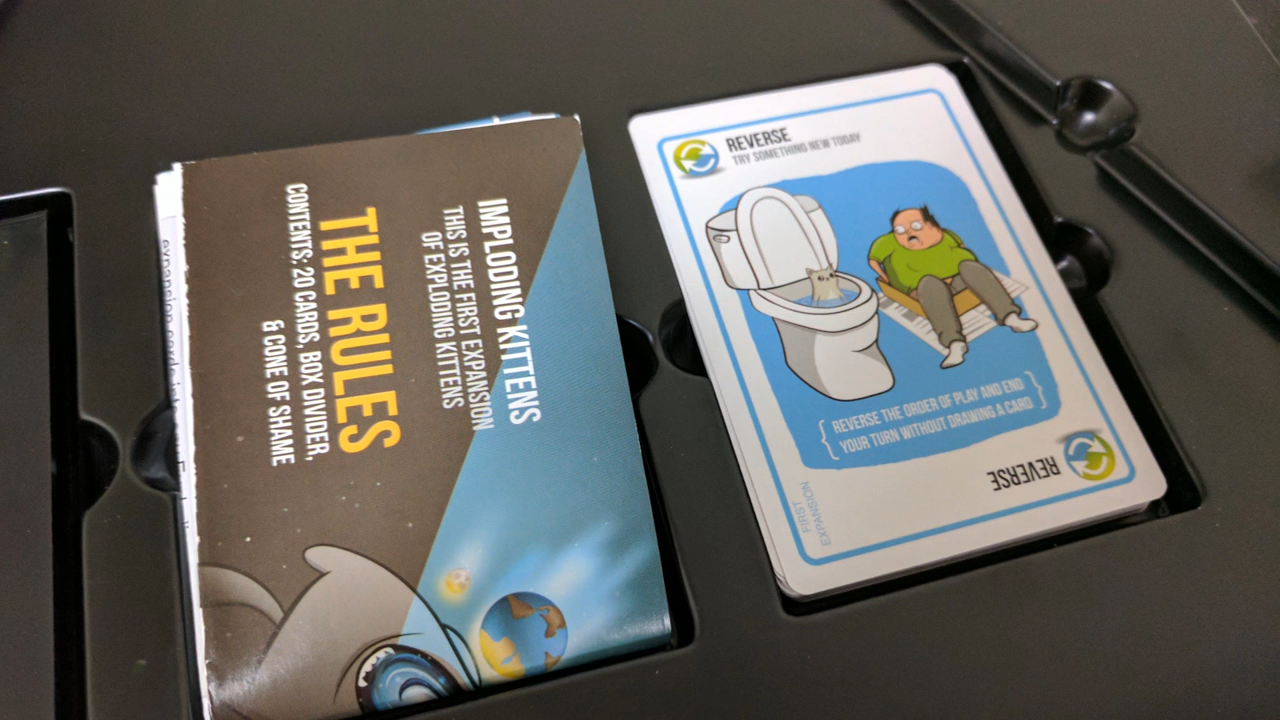 IMPLODING KITTENS
THIS IS THE FIRST EXPANSION
OF EXPLODING KITTENS
THE RULES
CONTENTS: 20 CARDS, BOX DIVIDER,
& CONE OF SHAME
REVERSE
TRY SOMETHING NEW TODAY
REVERSE THE ORDER OF PLAY AND END
YOUR TURN WITHOUT DRAWING A CARD
REVERSE
FIRST
EXPANSION